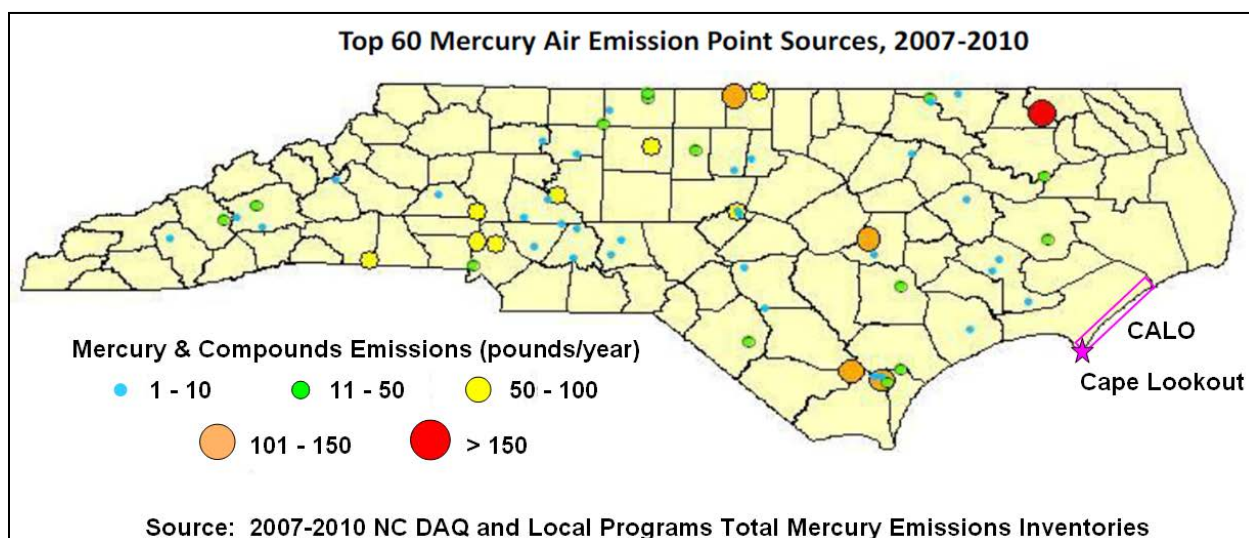 Top 60 Mercury Air Emission Point Sources, 2007-2010
CALO
Cape Lookout
Mercury & Compounds Emissions (pounds/year)
1 - 10
11 - 50
50 - 100
101 - 150
> 150
Source: 2007-2010 NC DAQ and Local Programs Total Mercury Emissions Inventories